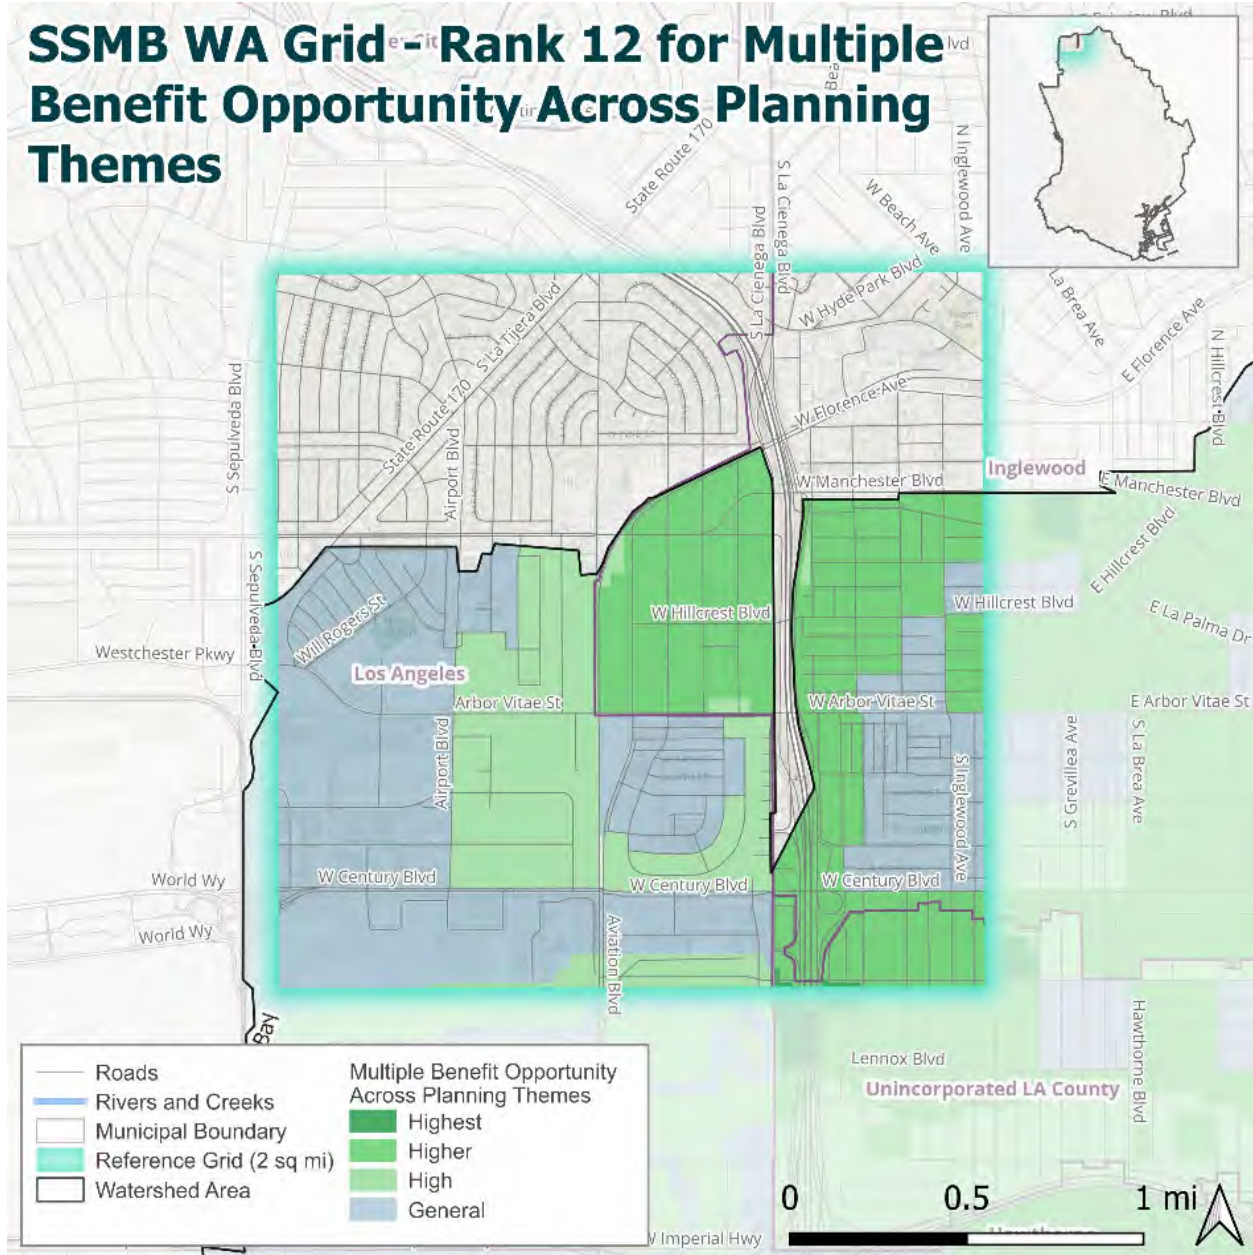 SSMB WA Grid - Rank 12 for Multiple
Benefit Opportunity Across Planning
Themes
State Route 170
S La Cienega Blvd
S La Cienega Blvd
W Beach Ave
N Inglewood Ave
W Hyde Park Blvd
La Brea Ave
E Florence Ave
N Hillcrest Blvd
S Sepulveda Blvd
S La Tijera Blvd
State Route 170
Airport Blvd
W Florence Ave
W Manchester Blvd
Inglewood
E Manchester Blvd
E Hillcrest Blvd
S Sepulveda Blvd
Will Rogers St
W Hillcrest Blvd
W Hillcrest Blvd
E La Palma Dr
Westchester Pkwy
Los Angeles
Arbor Vitae St
W Arbor Vitae St
E Arbor Vitae St
Airport Blvd
S Inglewood Ave
S Grevillea Ave
S La Brea Ave
World Wy
W Century Blvd
W Century Blvd
W Century Blvd
World Wy
Aviation Blvd
Bay
Lennox Blvd
Unincorporated LA County
Hawthorne Blvd
Roads
Rivers and Creeks
Municipal Boundary
Reference Grid (2 sq mi)
Watershed Area
Multiple Benefit Opportunity
Across Planning Themes
Highest
Higher
High
General
0 0.5 1 mi
W Imperial Hwy